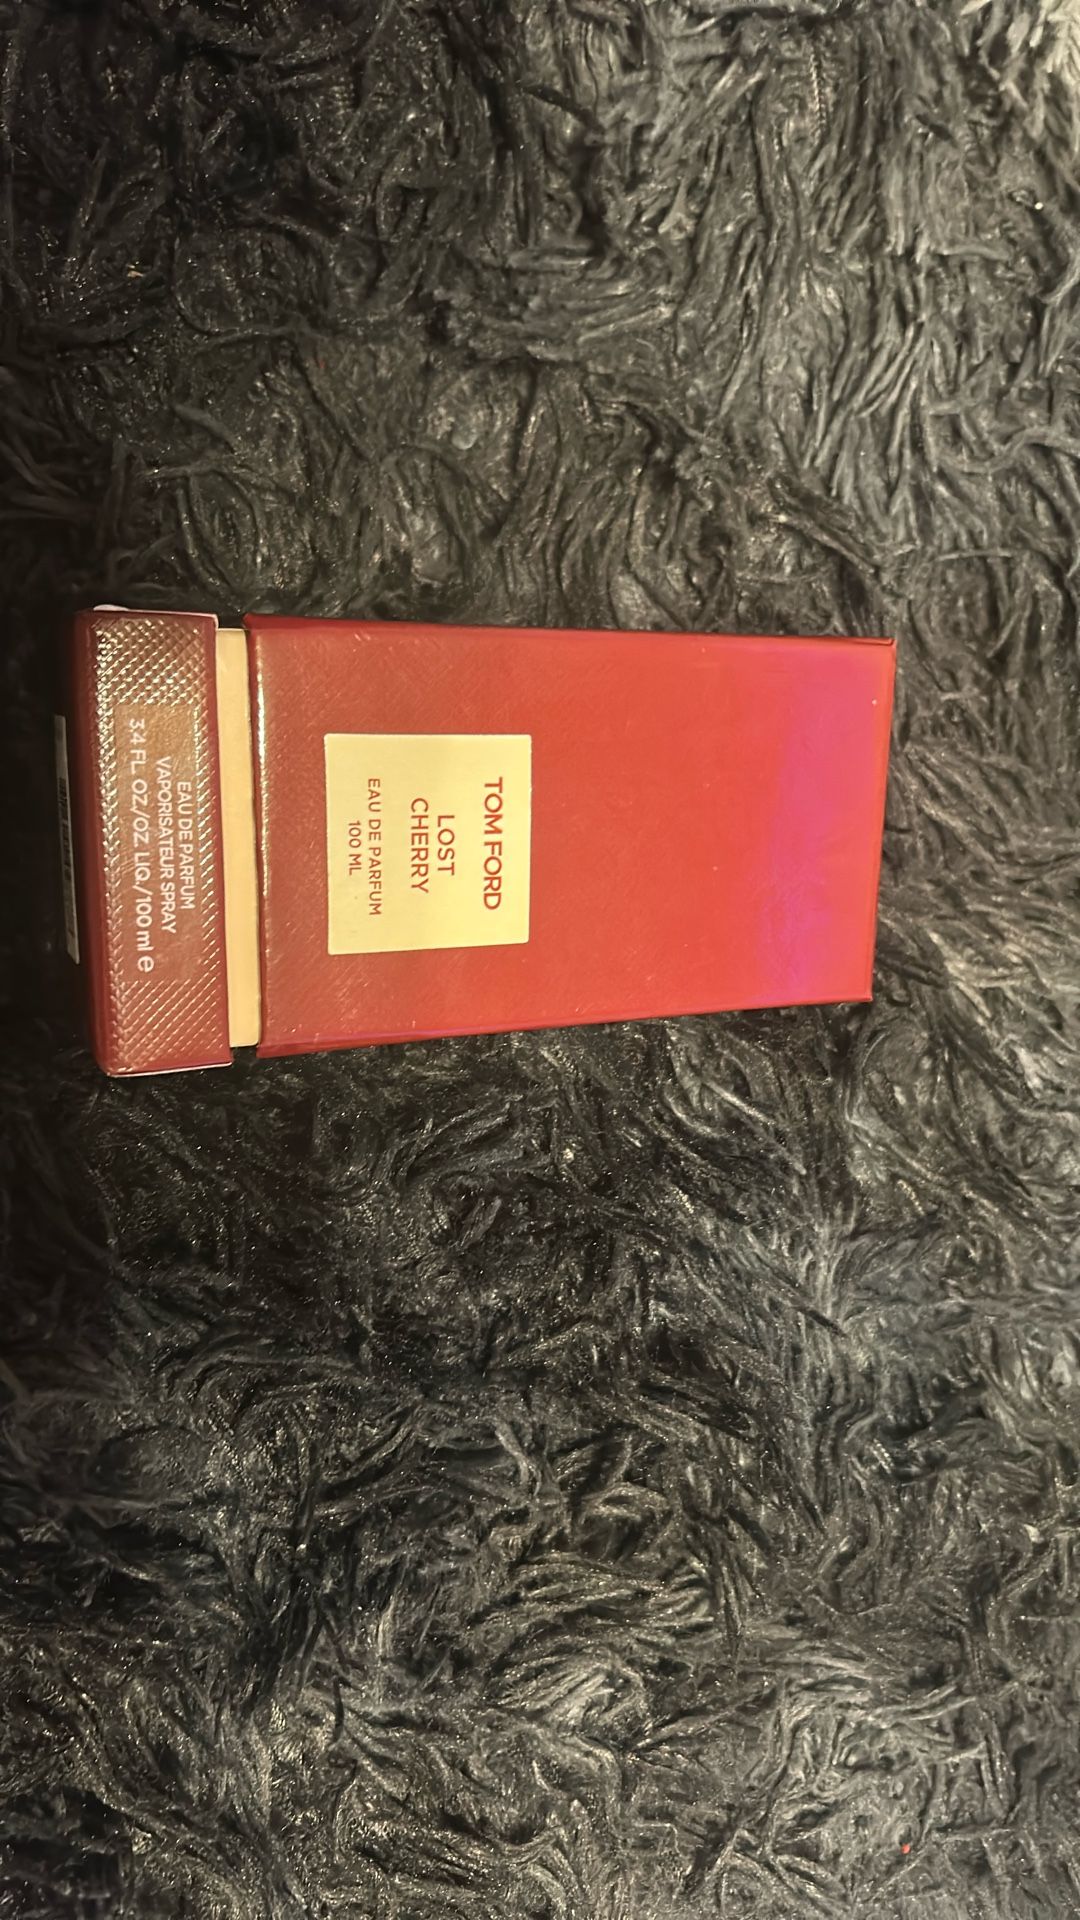 TOM FORD
LOST
CHERRY
EAU DE PARFUM
100 ML
EAU DE PARFUM
VAPORISATEUR SPRAY
3.4 FL. OZ/OZ LIQ./100 ml e